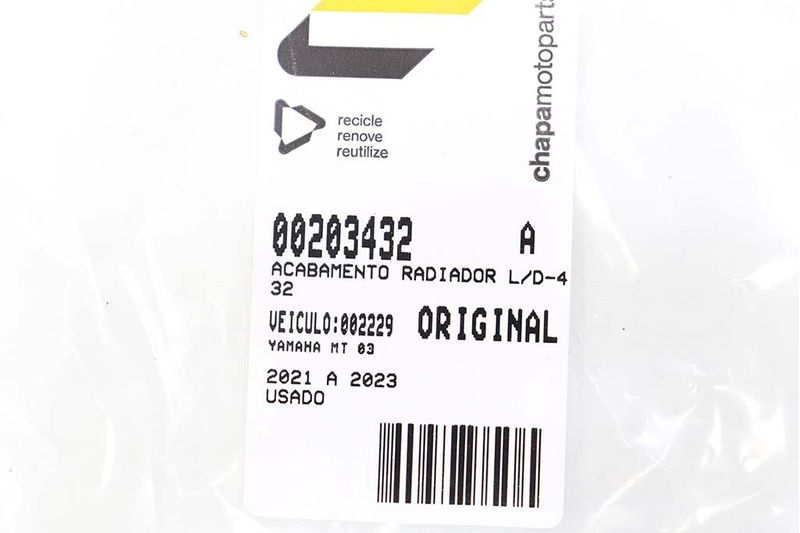 chapamotoparts
recicle
renove
reutilize
00203432 A
ACABAMENTO RADIADOR L/D-4
32
VEICULO:002229 ORIGINAL
YAMAHA MT 03
2021 A 2023
USADO